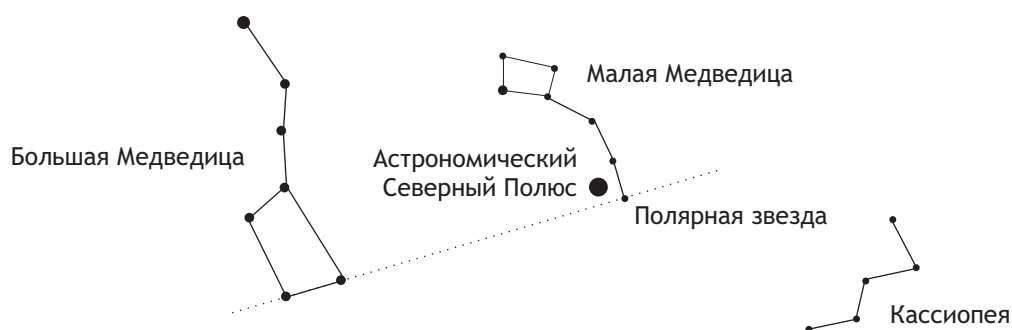 Малая Медведица
Большая Медведица
Астрономический
Северный Полюс
Полярная звезда
Кассиопея